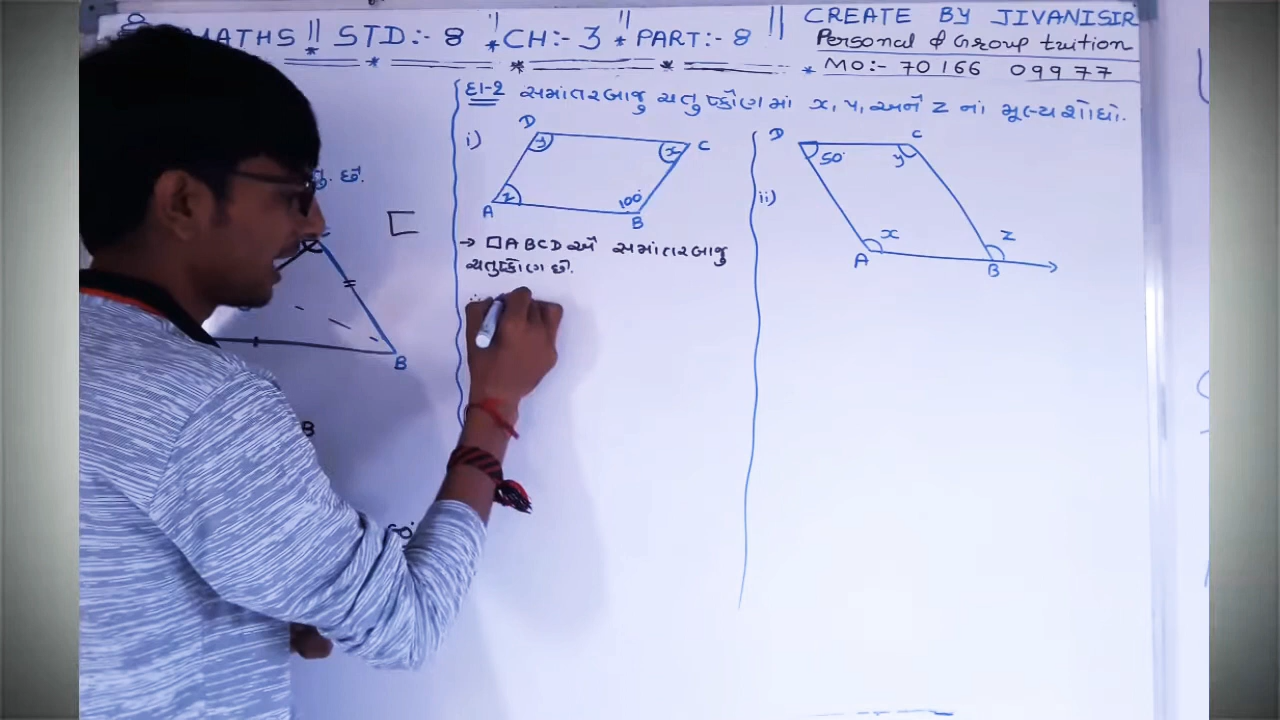 MATHS || STD:- 8 CH:- 3 PART:- 8 ||
CREATE BY JIVANISIR
Personal & Group tuition
MO:- 70166 09977
દા-2 સમાંતરબાજુ ચતુષ્કોણમાં x, y, અને z નાં મૂલ્ય શોધો.
i)
D
y
x
C
A
z
100°
B
→ □ABCD એ સમાંતરબાજુ
ચતુષ્કોણ છે.
∴
ii)
D
50°
C
y
A
x
B
z
છે.
B